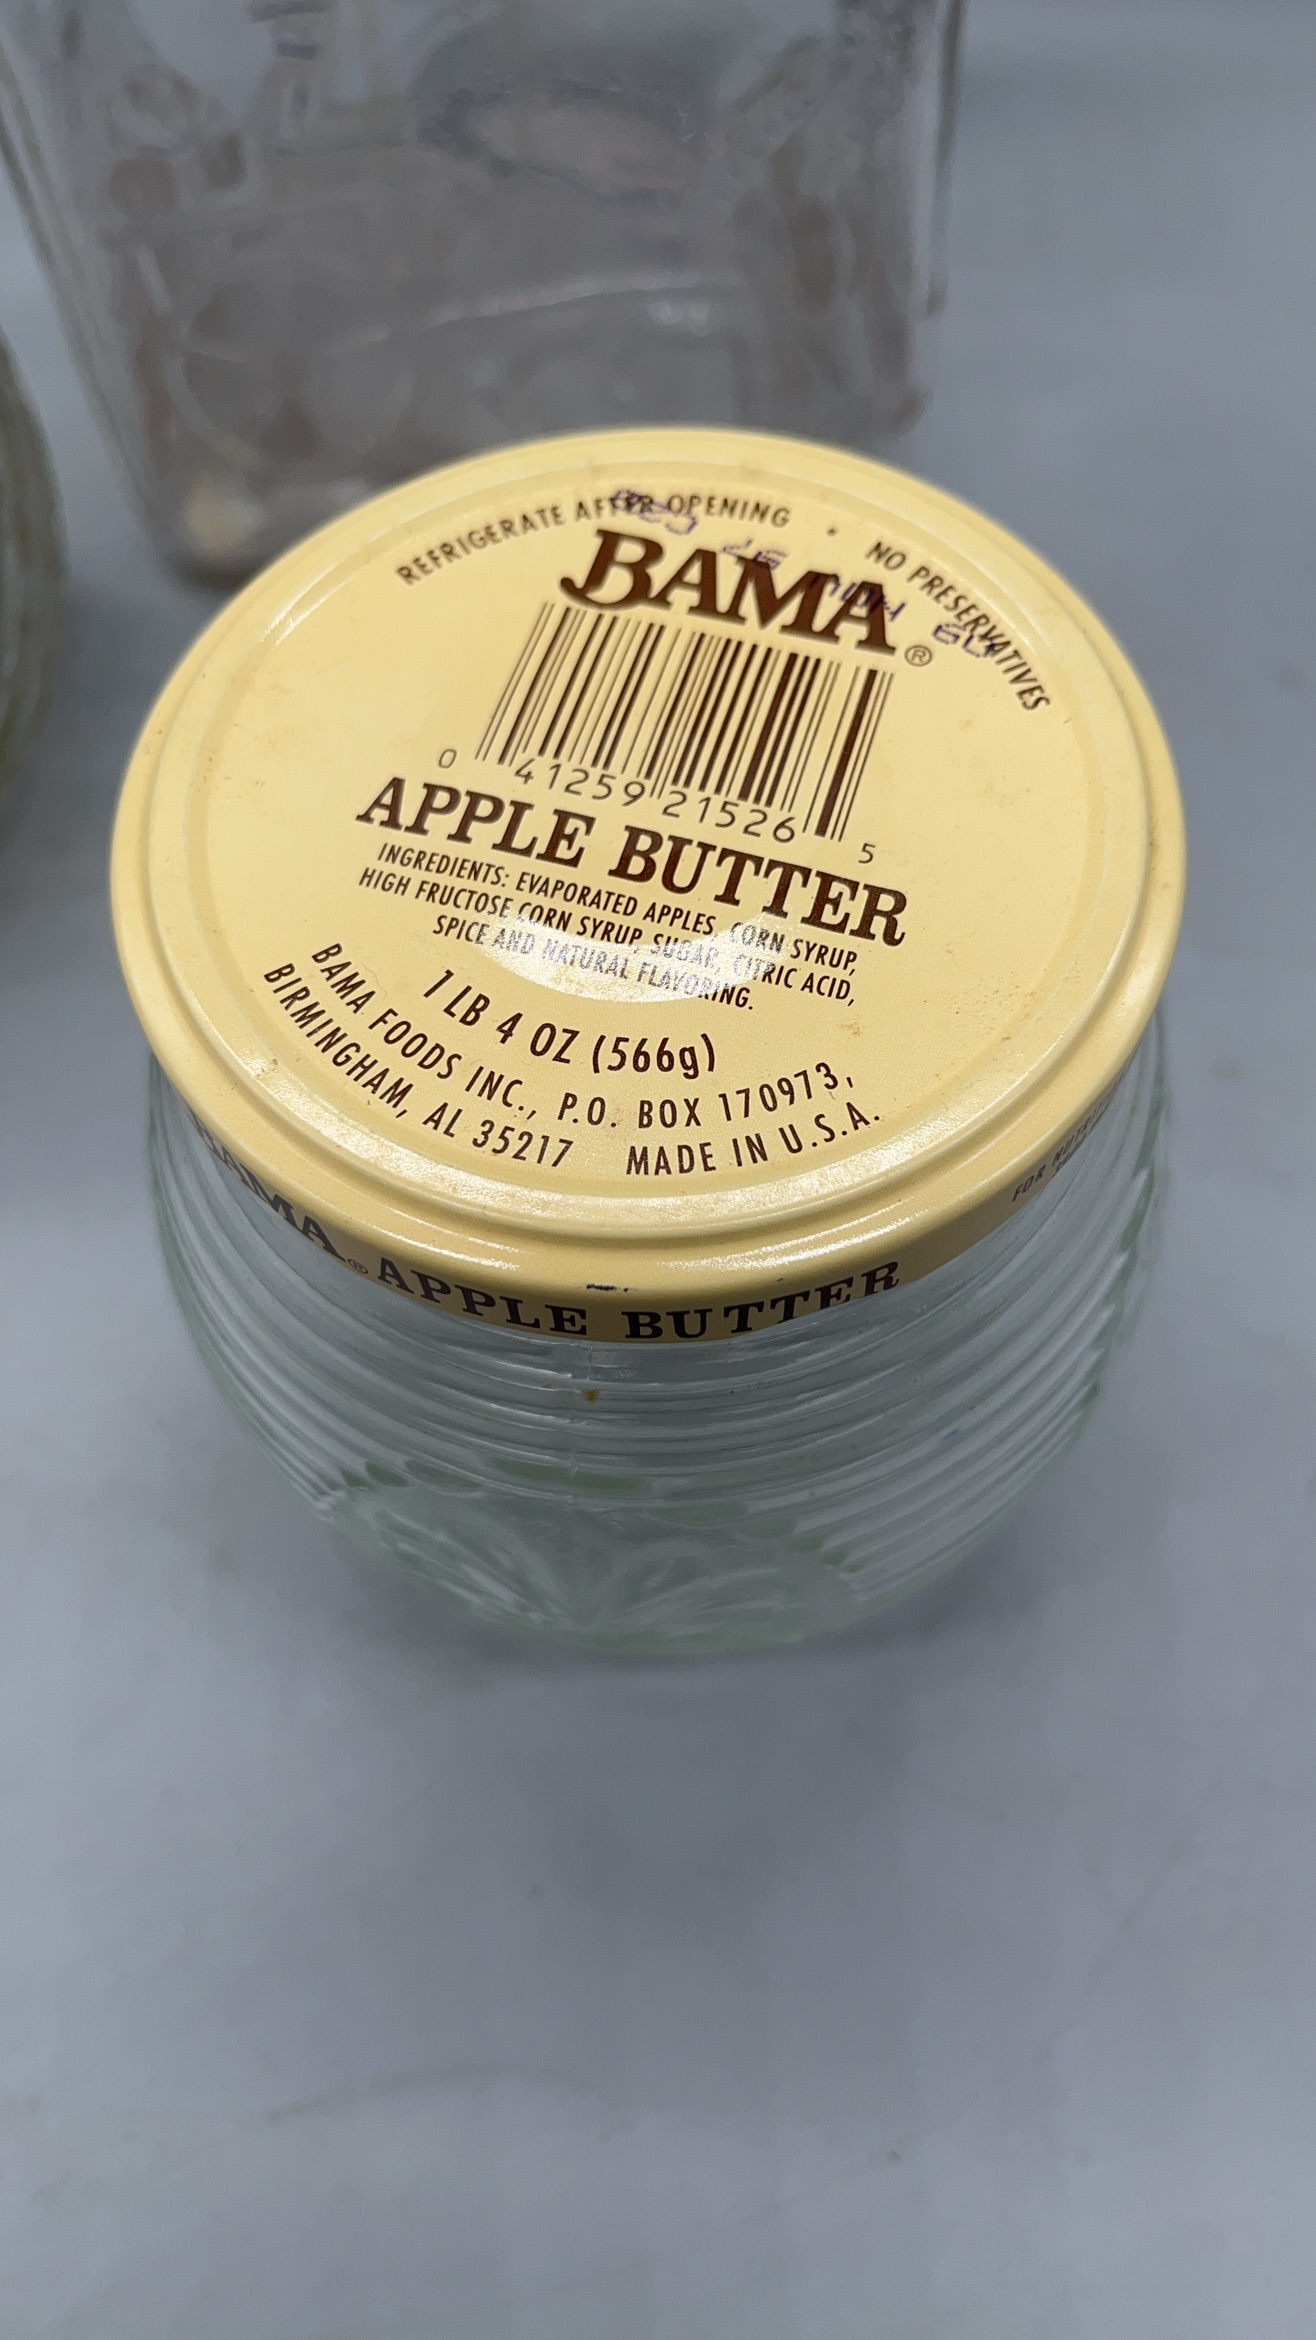 REFRIGERATE AFTER OPENING • NO PRESERVATIVES
BAMA®
0 41259 21526 5
APPLE BUTTER
INGREDIENTS: EVAPORATED APPLES, CORN SYRUP,
HIGH FRUCTOSE CORN SYRUP, SUGAR, CITRIC ACID,
SPICE AND NATURAL FLAVORING.
1 LB 4 OZ (566g)
BAMA FOODS INC., P.O. BOX 170973,
BIRMINGHAM, AL 35217 MADE IN U.S.A.
BAMA® APPLE BUTTER
FOR